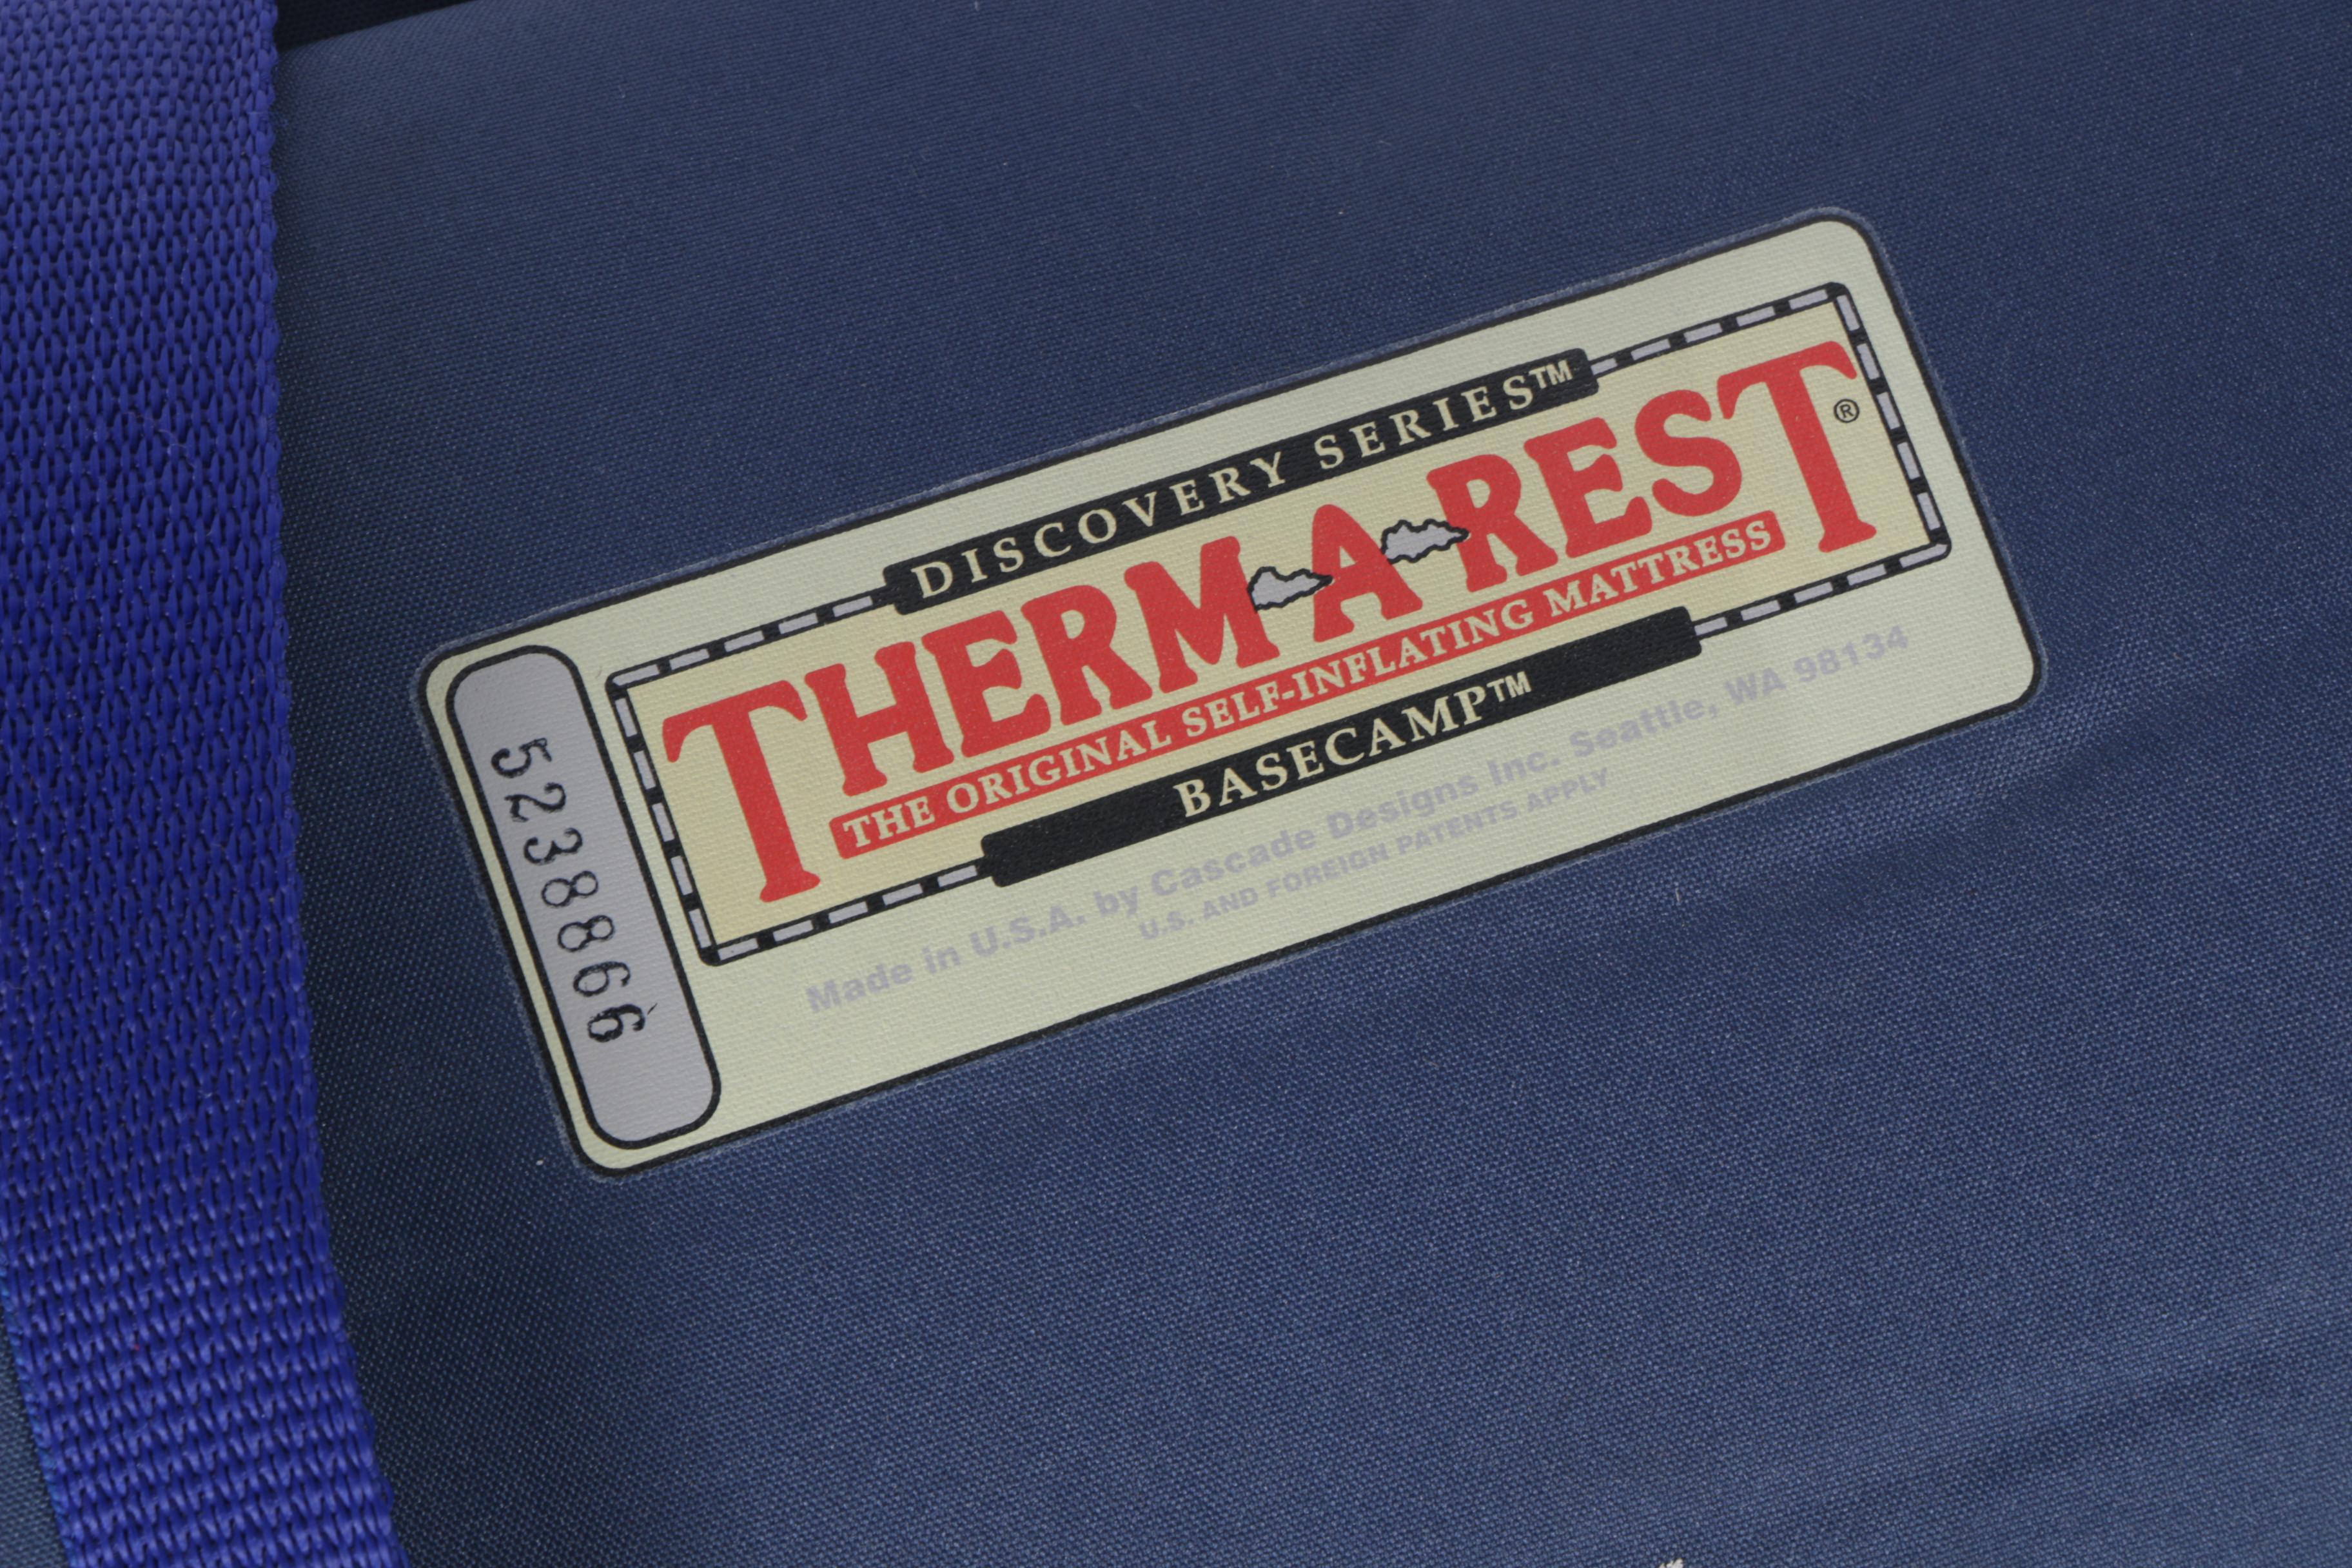 DISCOVERY SERIES™
THERM-A-REST®
THE ORIGINAL SELF-INFLATING MATTRESS
BASECAMP™
Made in U.S.A. by Cascade Designs Inc. Seattle, WA 98134
U.S. AND FOREIGN PATENTS APPLY
5238866